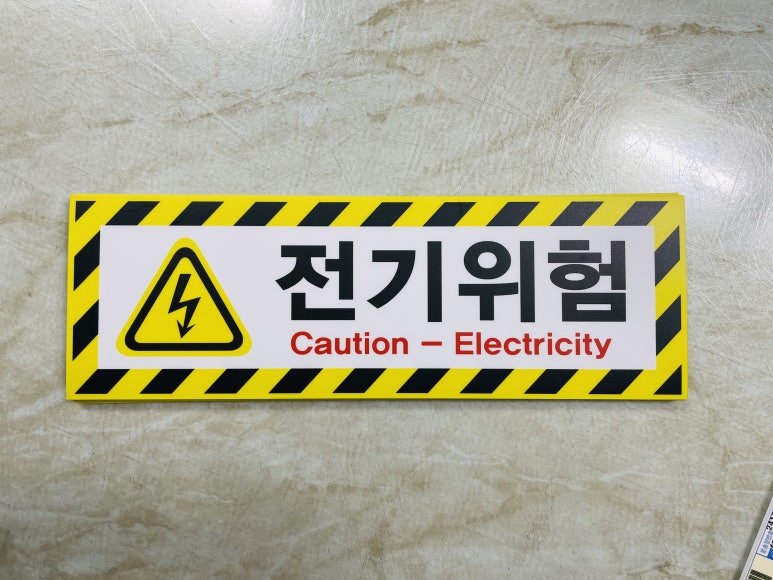 전기위험
Caution – Electricity